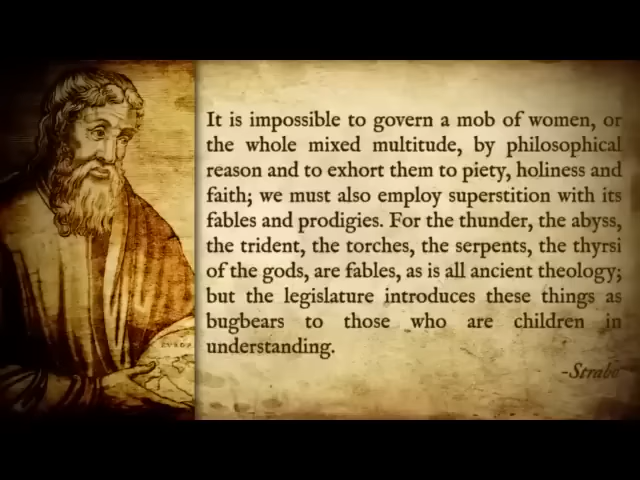 It is impossible to govern a mob of women, or
the whole mixed multitude, by philosophical
reason and to exhort them to piety, holiness and
faith; we must also employ superstition with its
fables and prodigies. For the thunder, the abyss,
the trident, the torches, the serpents, the thyrsi
of the gods, are fables, as is all ancient theology;
but the legislature introduces these things as
bugbears to those who are children in
understanding.
-Strabo